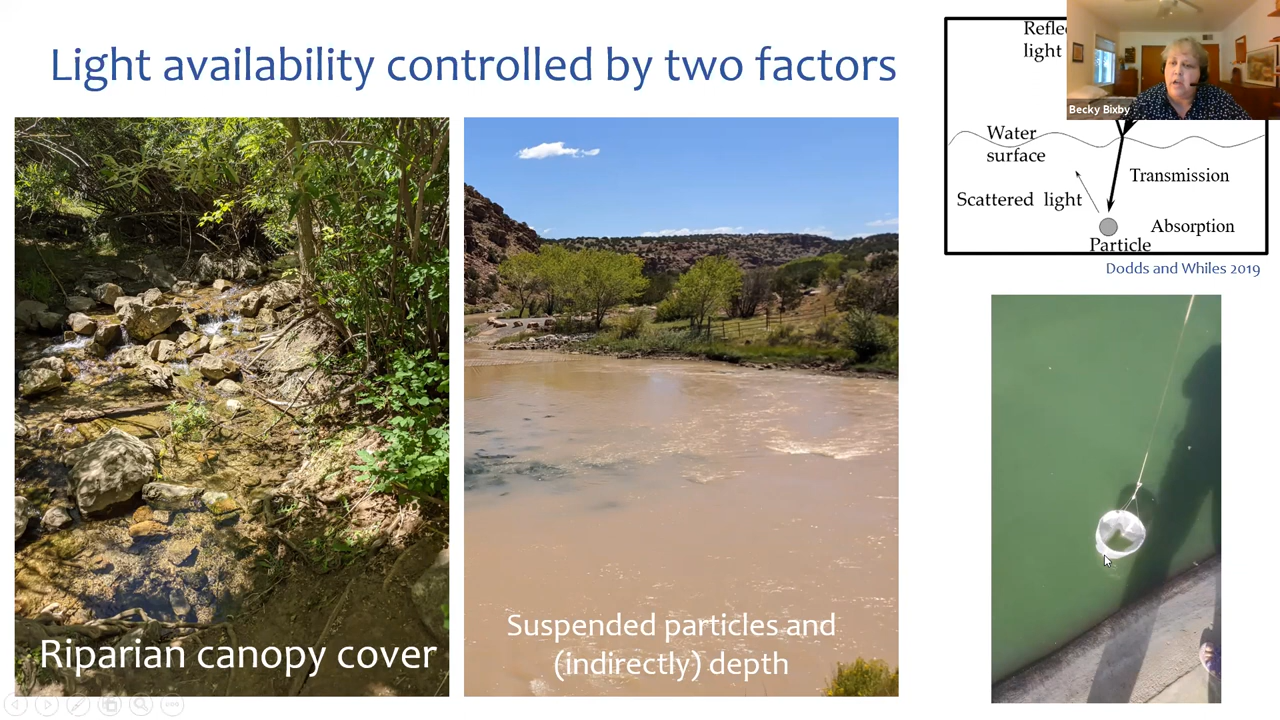 Light availability controlled by two factors
Riparian canopy cover
Suspended particles and
(indirectly) depth
light
Becky Bixby
Water
surface
Transmission
Scattered light
Absorption
Particle
Dodds and Whiles 2019